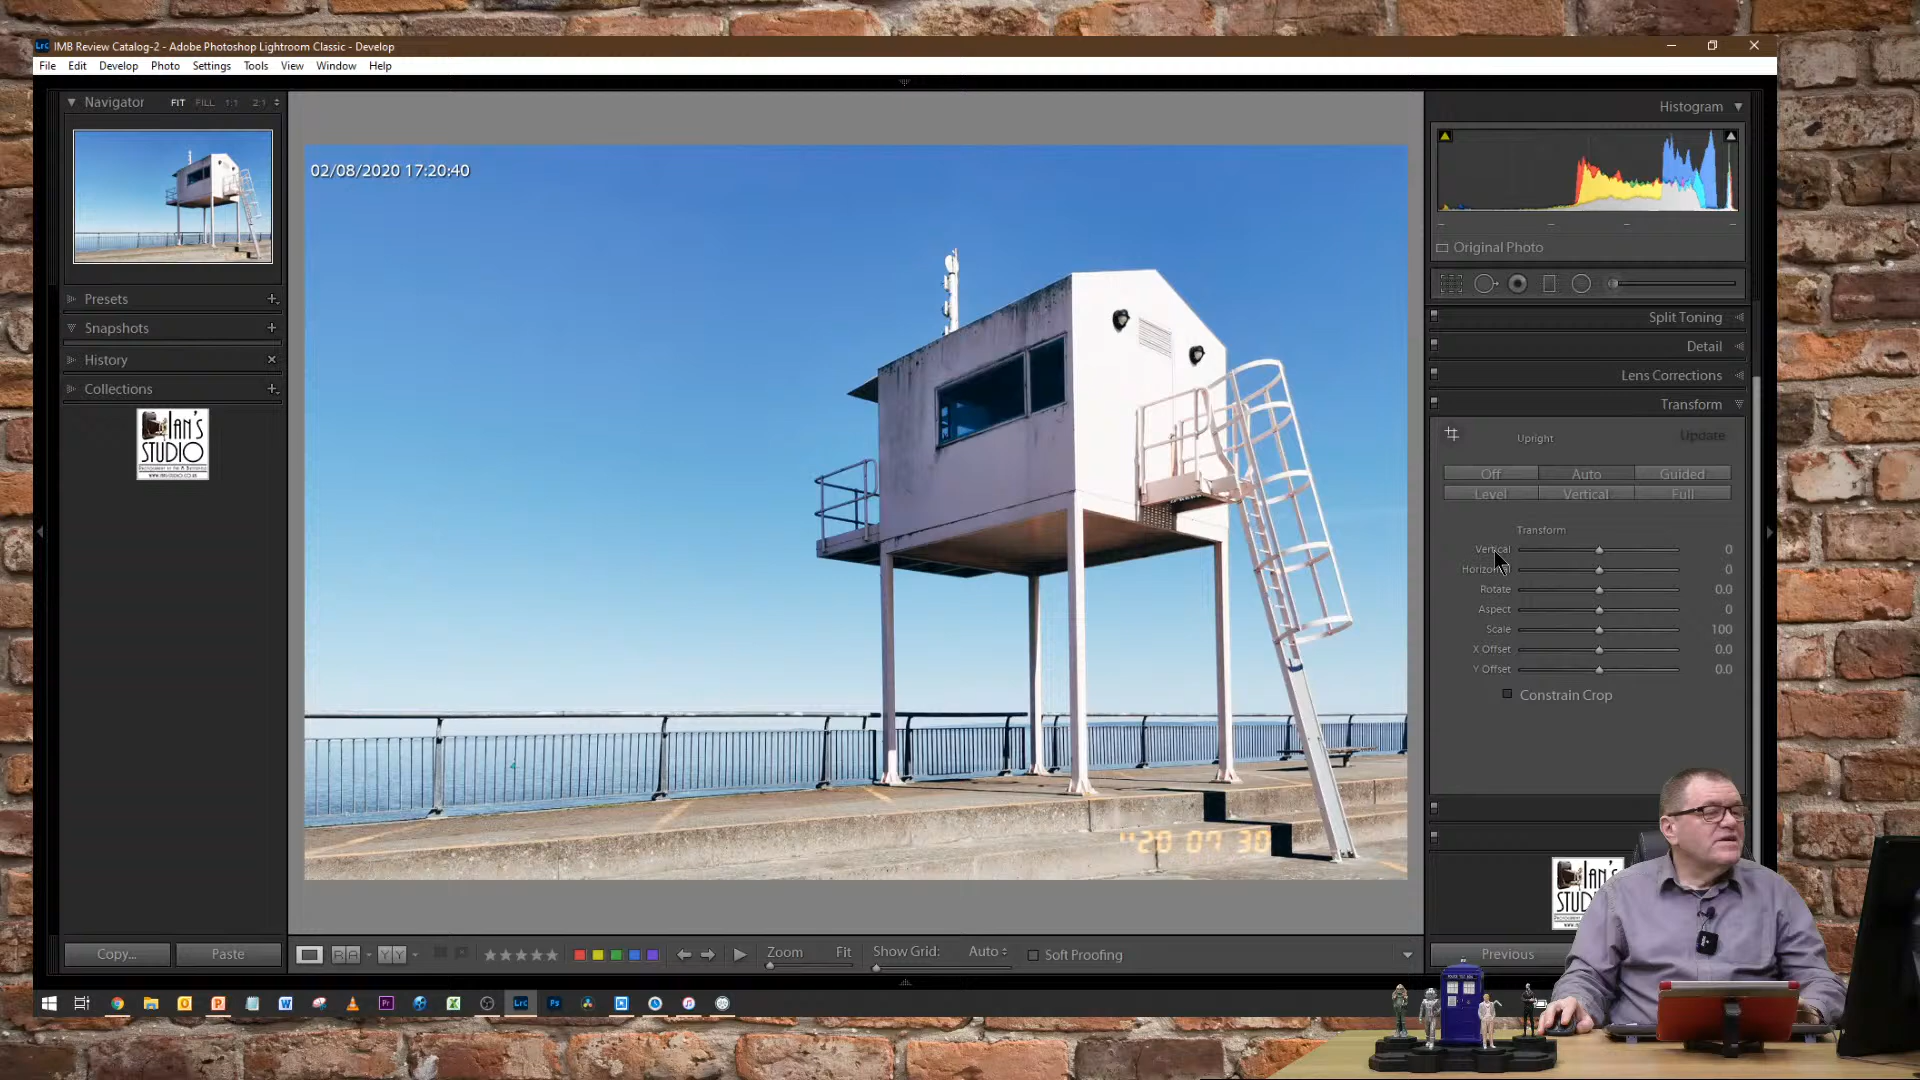 IMB Review Catalog-2 - Adobe Photoshop Lightroom Classic - Develop
File Edit Develop Photo Settings Tools View Window Help
Navigator FIT FILL 1:1 2:1
Presets
Snapshots
History
Collections
IAN'S
STUDIO
Copy...
Paste
02/08/2020 17:20:40
'20 07 30
Zoom Fit Show Grid: Auto Soft Proofing
Histogram
Original Photo
Split Toning
Detail
Lens Corrections
Transform
Upright Update
Off Auto Guided
Level Vertical Full
Transform
Vertical 0
Horizontal 0
Rotate 0.0
Aspect 0
Scale 100
X Offset 0.0
Y Offset 0.0
Constrain Crop
Previous